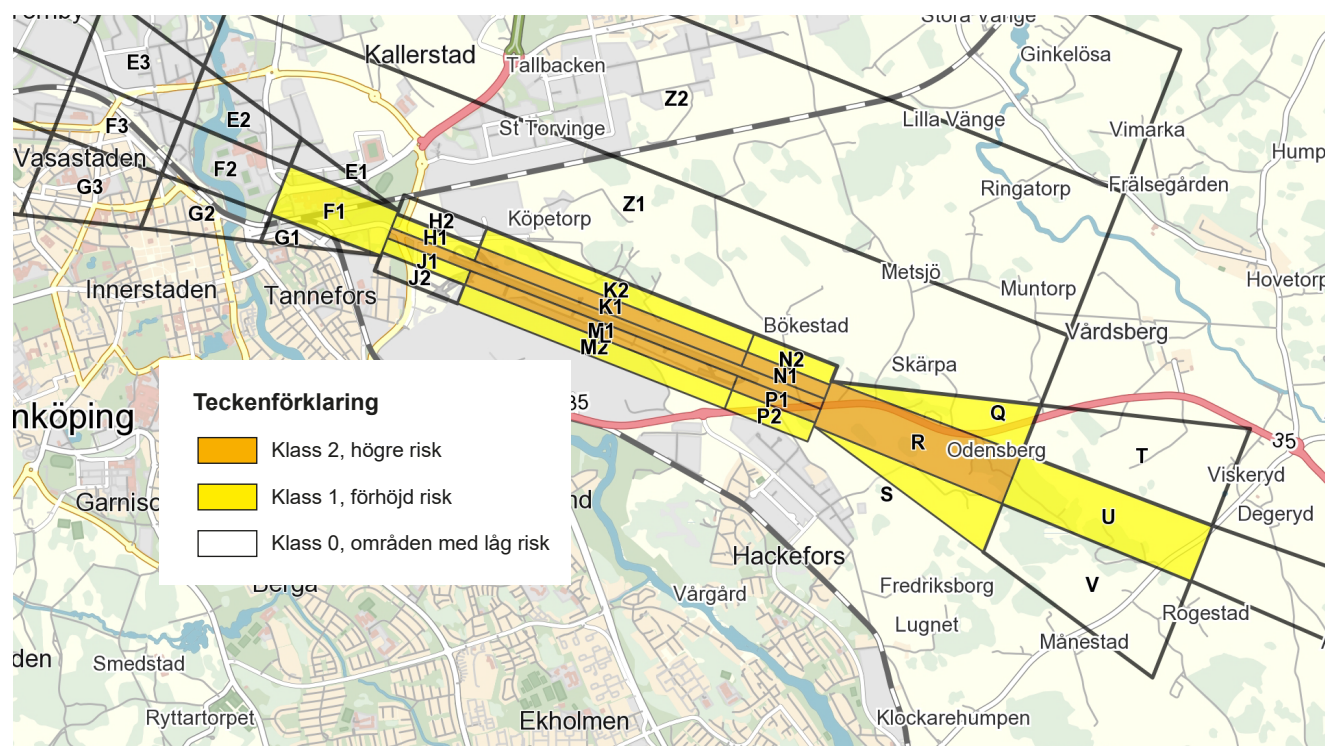 Stora Vänge
Kallerstad
Ginkelösa
E3
Tallbacken
Z2
E2
F3
St Torvinge
Lilla Vänge
Vimarka
Vasastaden
F2
E1
G3
Ringatorp
Frälsegården
G2
F1
H2
Köpetorp
Z1
G1
H1
J1
Metsjö
J2
Innerstaden
Tannefors
K2
Muntorp
K1
Bökestad
M1
Vårdsberg
M2
N2
Skärpa
N1
Teckenförklaring
P1
Q
nköping
P2
R
35
Klass 2, högre risk
Odensberg
T
Viskeryd
Klass 1, förhöjd risk
S
U
Degeryd
Klass 0, områden med låg risk
Hackefors
V
Fredriksborg
Vårgård
Rogestad
Lugnet
Månestad
Smedstad
Ryttartorpet
Ekholmen
Klockarehumpen